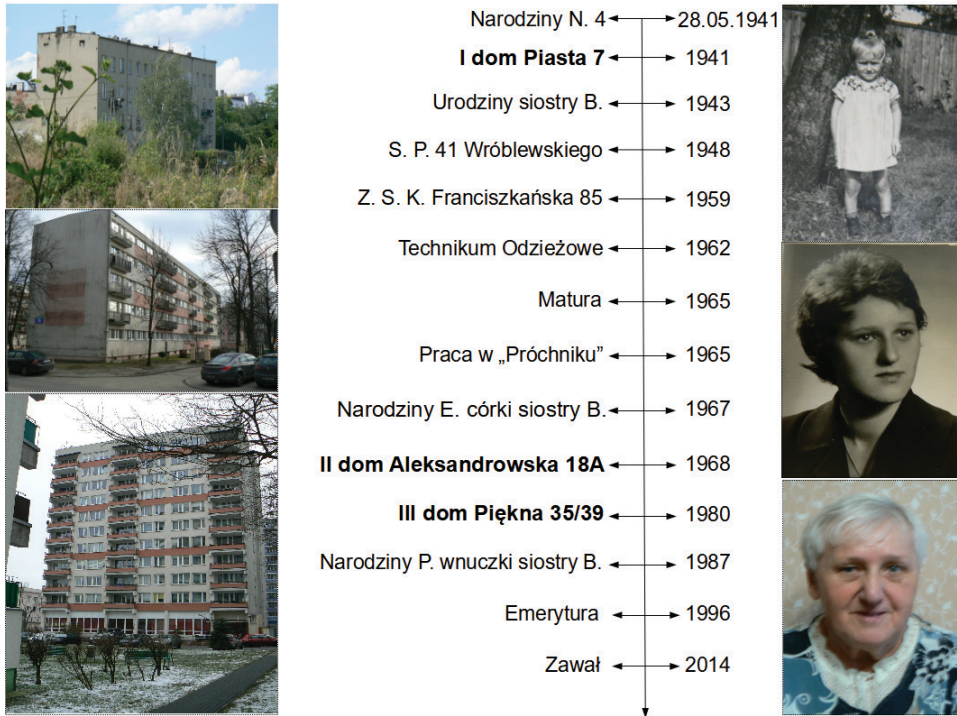 Narodziny N. 4 28.05.1941
I dom Piasta 7 1941
Urodziny siostry B. 1943
S. P. 41 Wróblewskiego 1948
Z. S. K. Franciszkańska 85 1959
Technikum Odzieżowe 1962
Matura 1965
Praca w „Próchniku” 1965
Narodziny E. córki siostry B. 1967
II dom Aleksandrowska 18A 1968
III dom Piękna 35/39 1980
Narodziny P. wnuczki siostry B. 1987
Emerytura 1996
Zawał 2014